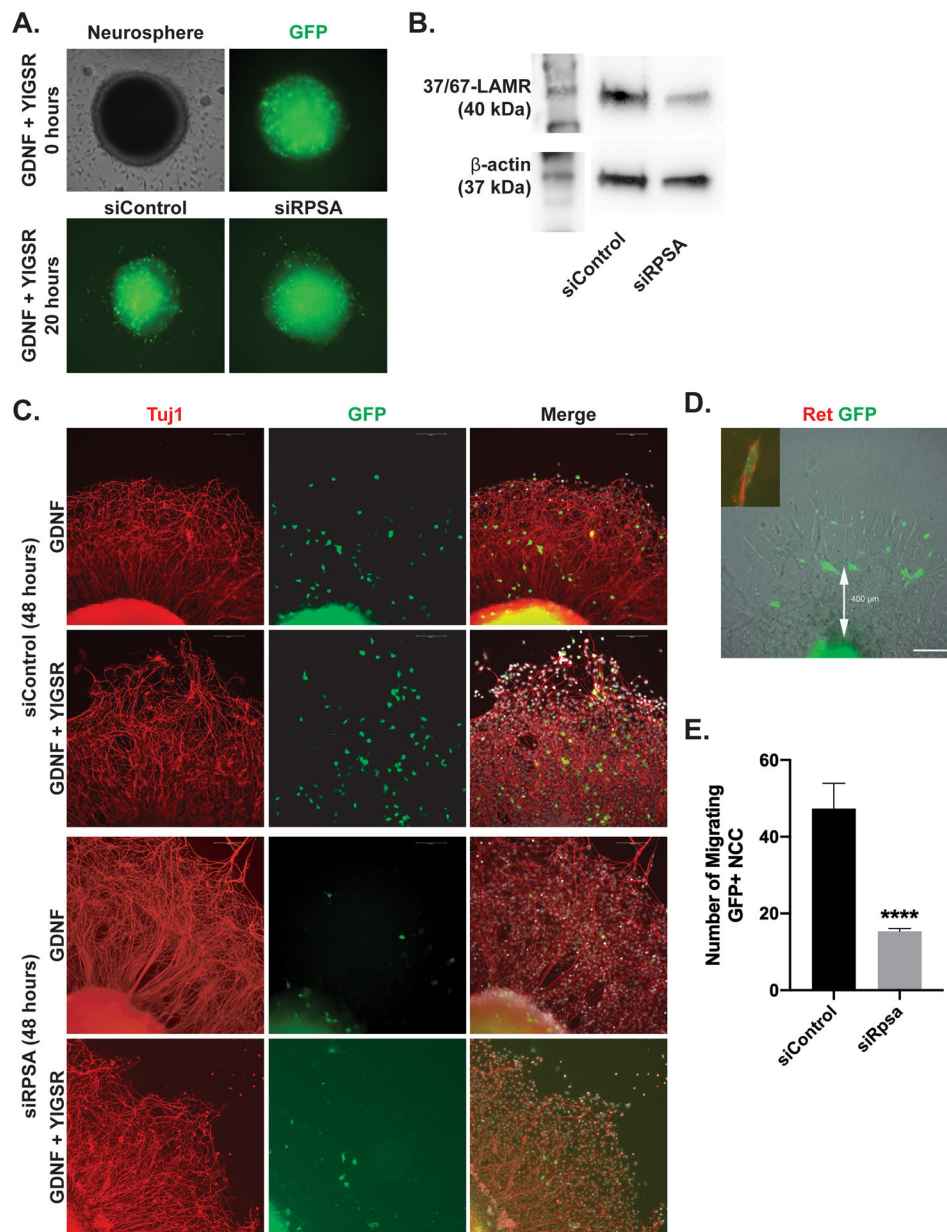 A.
Neurosphere
GFP
GDNF + YIGSR
0 hours
siControl
siRPSA
GDNF + YIGSR
20 hours
B.
37/67-LAMR
(40 kDa)
β-actin
(37 kDa)
siControl
siRPSA
C.
Tuj1
GFP
Merge
siControl (48 hours)
GDNF
GDNF + YIGSR
siRPSA (48 hours)
GDNF
GDNF + YIGSR
D.
Ret GFP
400 μm
E.
Number of Migrating
GFP+ NCC
60
40
20
0
****
siControl
siRpsa